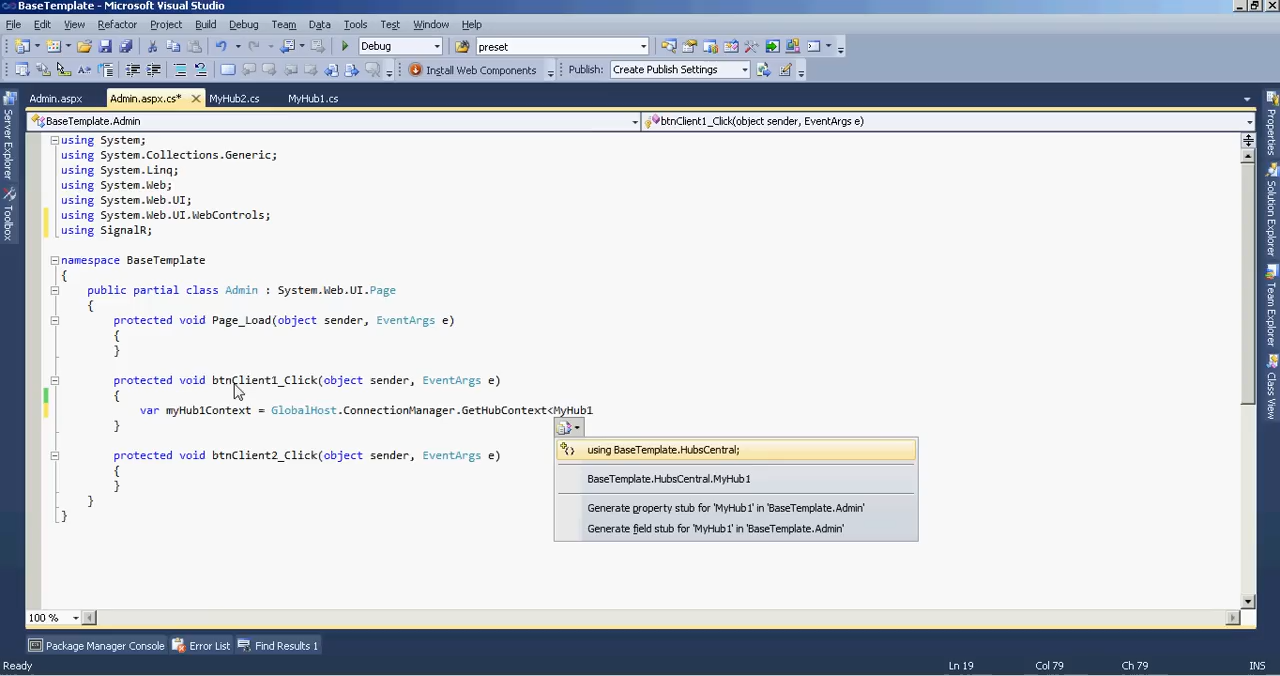 BaseTemplate - Microsoft Visual Studio
File Edit View Refactor Project Build Debug Team Data Tools Test Window Help
Debug preset
Install Web Components Publish: Create Publish Settings
Admin.aspx Admin.aspx.cs* MyHub2.cs MyHub1.cs
BaseTemplate.Admin btnClient1_Click(object sender, EventArgs e)
Server Explorer
Toolbox
using System;
using System.Collections.Generic;
using System.Linq;
using System.Web;
using System.Web.UI;
using System.Web.UI.WebControls;
using SignalR;
namespace BaseTemplate
{
public partial class Admin : System.Web.UI.Page
{
protected void Page_Load(object sender, EventArgs e)
{
}
protected void btnClient1_Click(object sender, EventArgs e)
{
var myHub1Context = GlobalHost.ConnectionManager.GetHubContext<MyHub1
}
using BaseTemplate.HubsCentral;
BaseTemplate.HubsCentral.MyHub1
Generate property stub for 'MyHub1' in 'BaseTemplate.Admin'
Generate field stub for 'MyHub1' in 'BaseTemplate.Admin'
protected void btnClient2_Click(object sender, EventArgs e)
{
}
}
}
Properties
Solution Explorer
Team Explorer
Class View
100 %
Package Manager Console Error List Find Results 1
Ready Ln 19 Col 79 Ch 79 INS